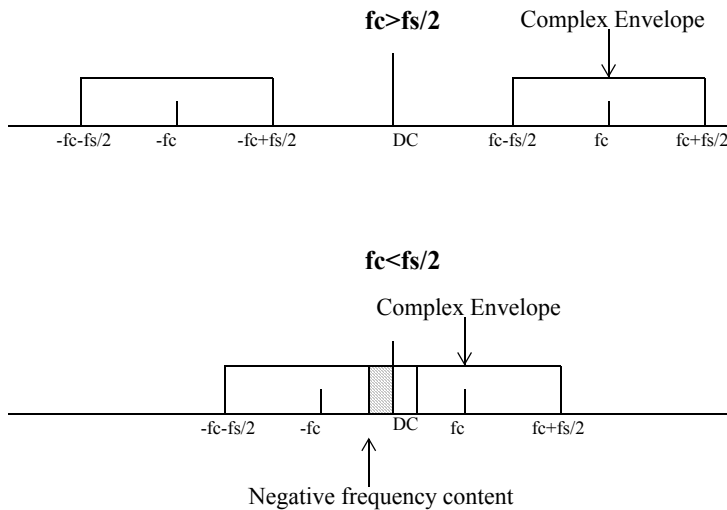 fc>fs/2
Complex Envelope
-fc-fs/2 -fc -fc+fs/2 DC fc-fs/2 fc fc+fs/2
fc<fs/2
Complex Envelope
-fc-fs/2 -fc DC fc fc+fs/2
Negative frequency content